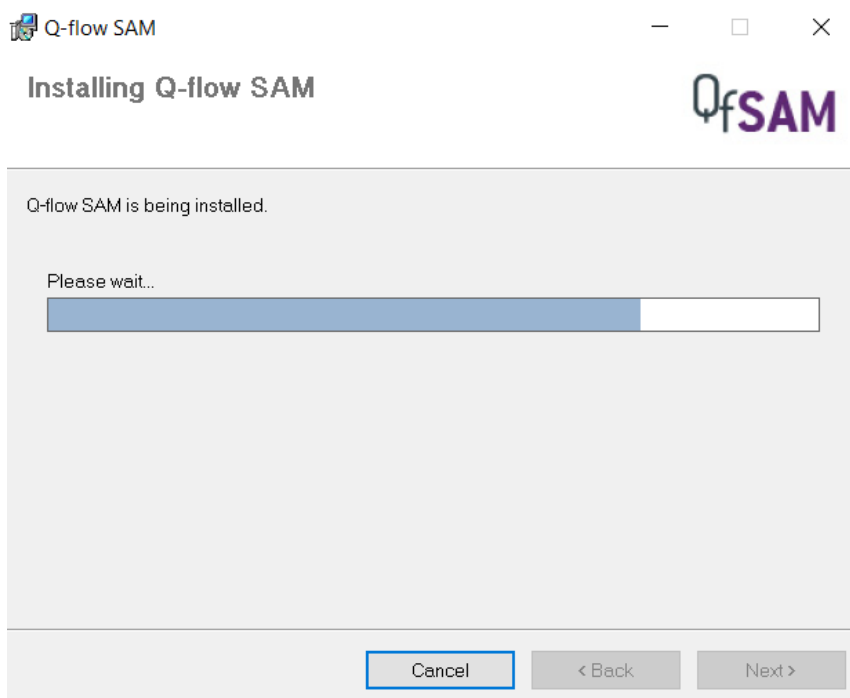 Q-flow SAM
Installing Q-flow SAM
QfSAM
Q-flow SAM is being installed.
Please wait...
Cancel
< Back
Next >